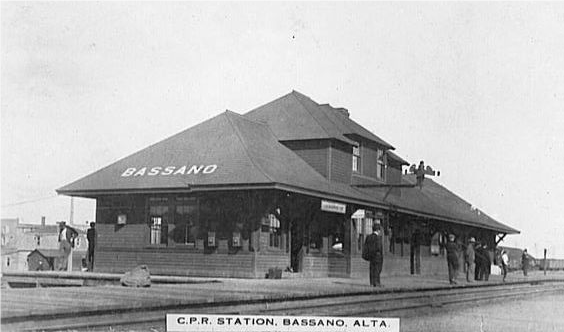 BASSANO
C.P.R. STATION, BASSANO, ALTA.